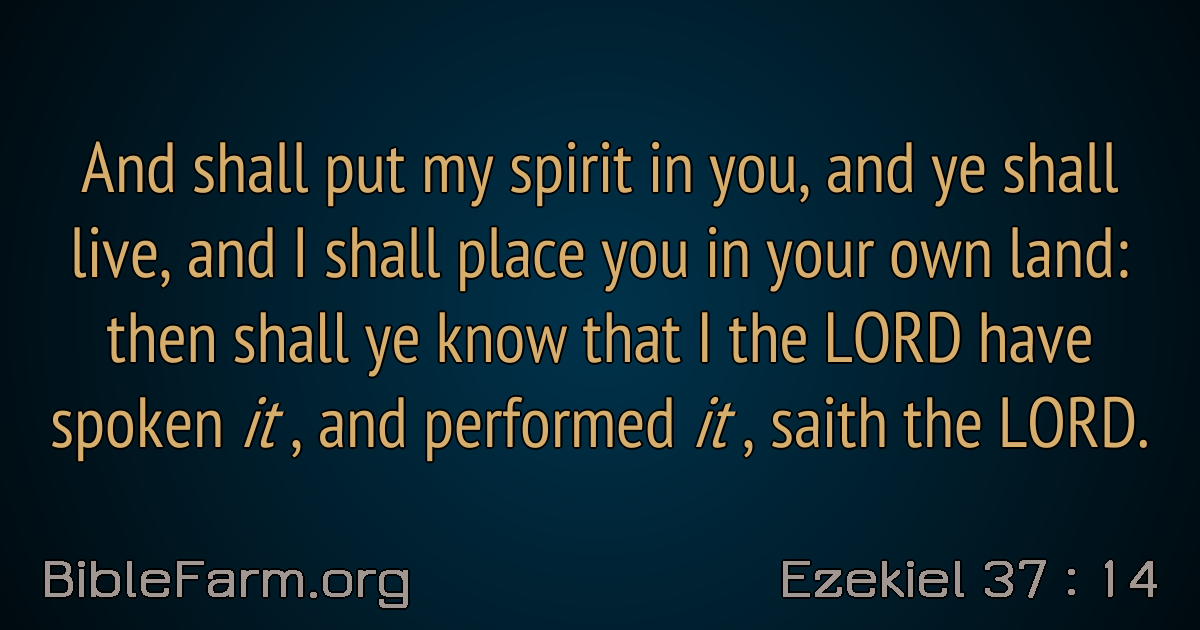 And shall put my spirit in you, and ye shall
live, and I shall place you in your own land:
then shall ye know that I the LORD have
spoken it , and performed it , saith the LORD.
BibleFarm.org
Ezekiel 37 : 14